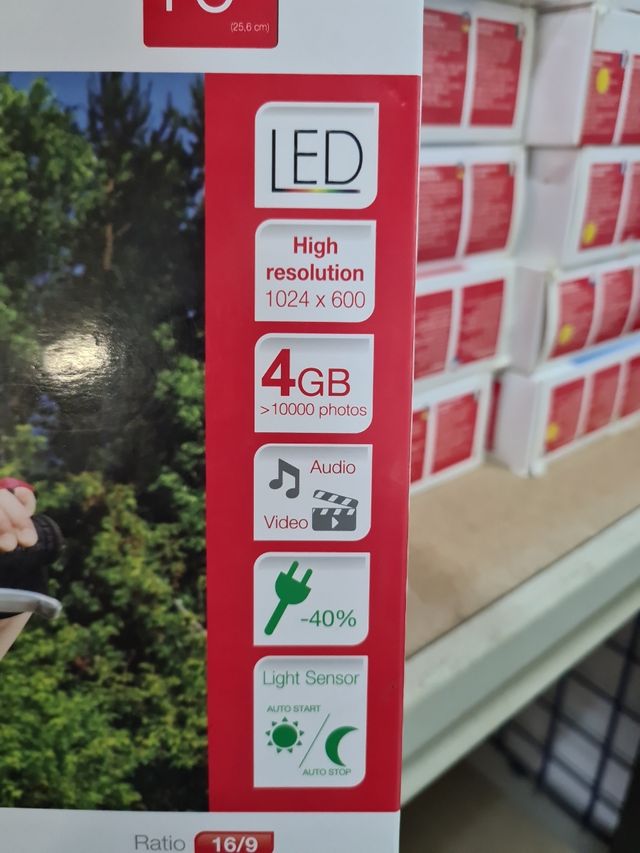 (25,6 cm)
LED
High
resolution
1024 x 600
4GB
>10000 photos
Audio
Video
-40%
Light Sensor
AUTO START
AUTO STOP
Ratio 16/9